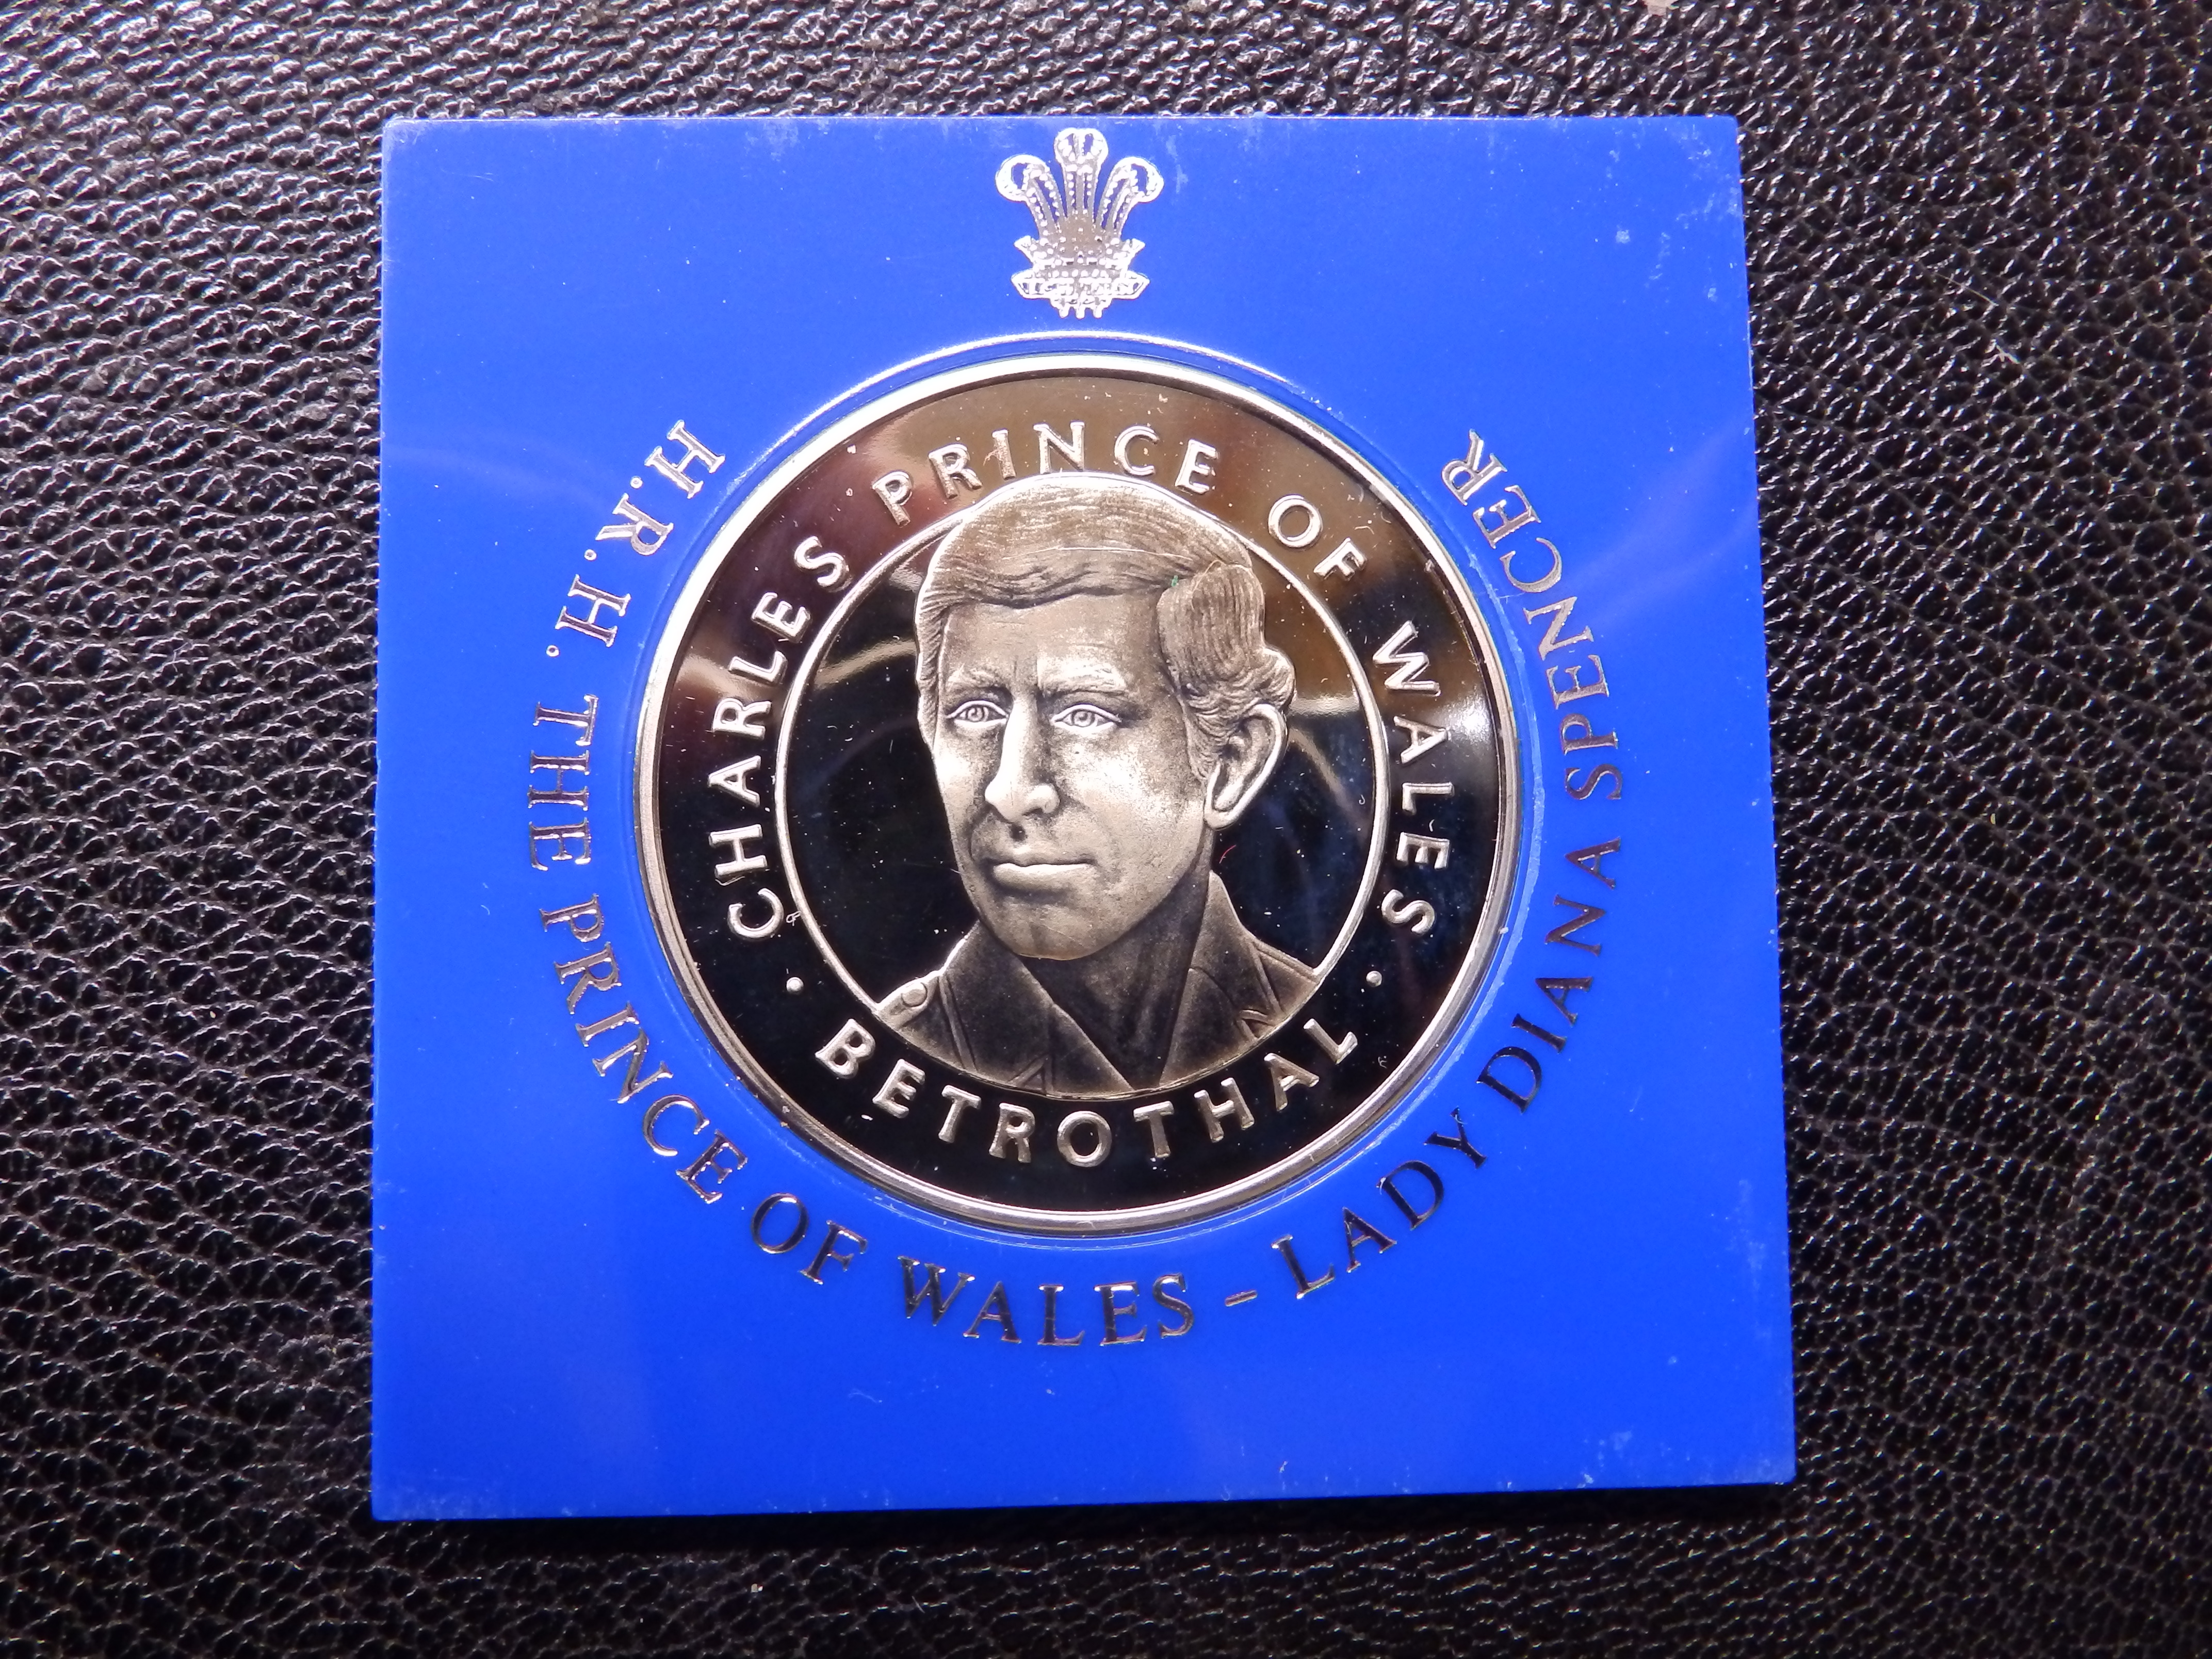 CHARLES PRINCE OF WALES
· BETROTHAL ·
H.R.H. THE PRINCE OF WALES – LADY DIANA SPENCER